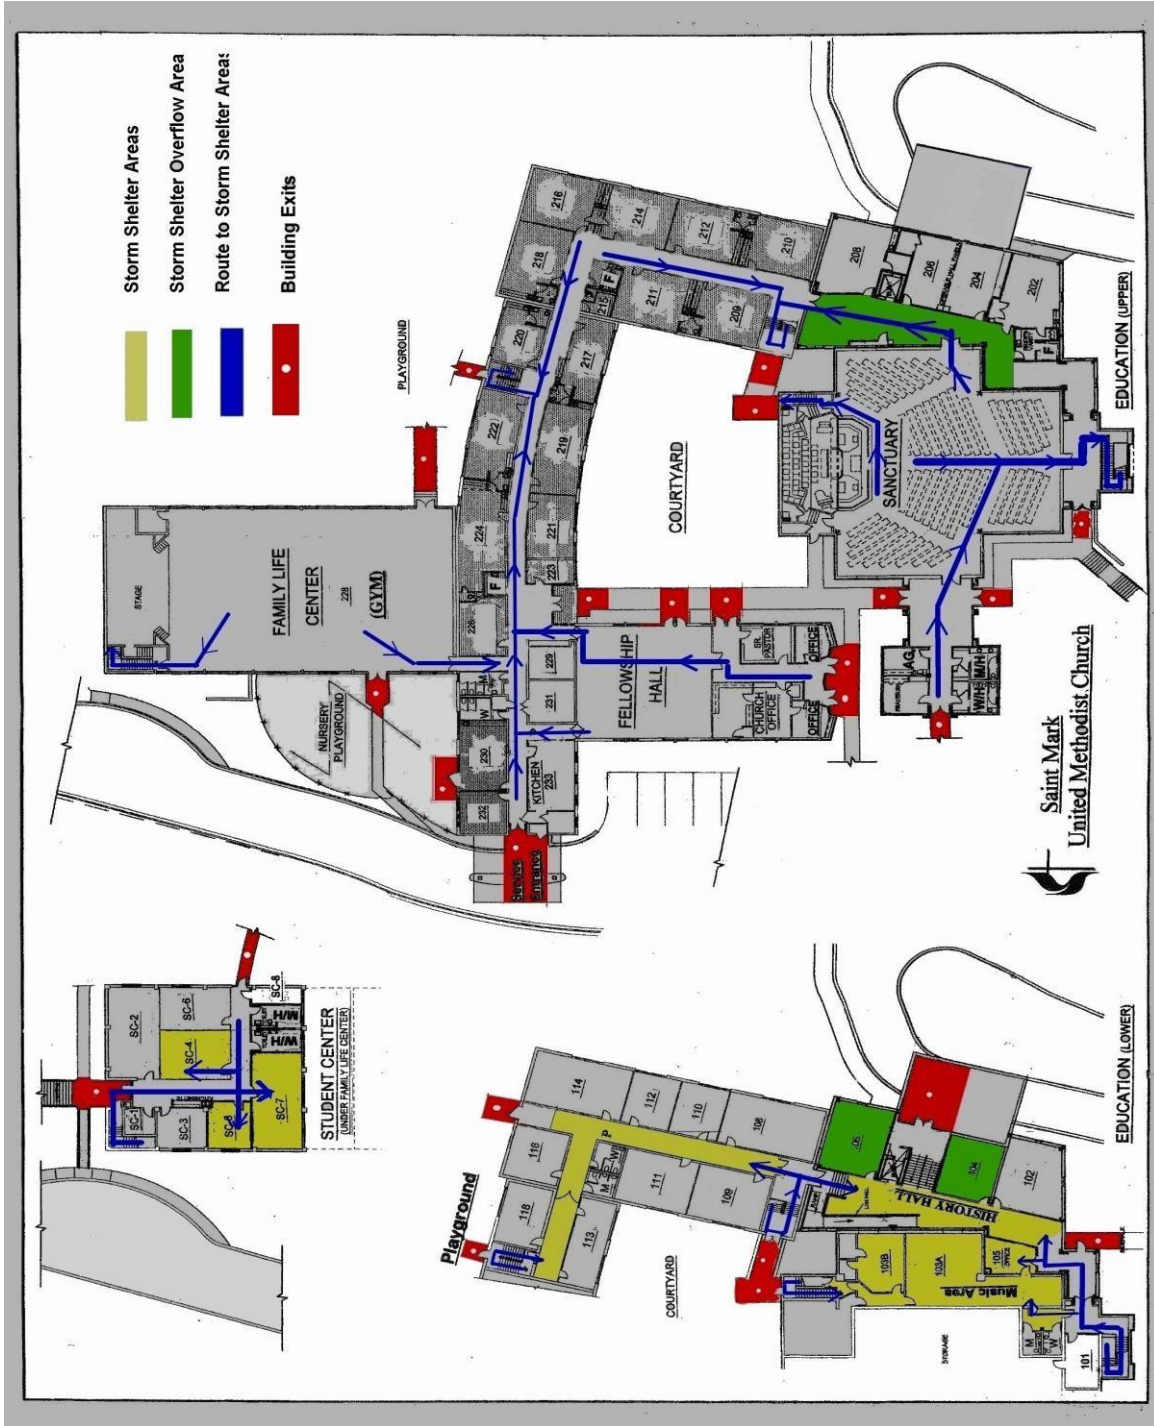 Storm Shelter Areas
Storm Shelter Overflow Area
Route to Storm Shelter Areas
Building Exits
PLAYGROUND
STAGE
FAMILY LIFE
CENTER
228
(GYM)
NURSERY
PLAYGROUND
216
214
212
210
218
F
215
211
209
220
217
222
219
224
221
223
F
226
229
231
M
W
230
232
KITCHEN
233
Service
Entrance
FELLOWSHIP
HALL
SR.
PASTOR
OFFICE
CHURCH
OFFICE
OFFICE
COURTYARD
SANCTUARY
208
206
204
202
F
EDUCATION (UPPER)
A.G.
M/H
W/H
Saint Mark
United Methodist Church
SC-2
SC-6
SC-8
SC-4
M/H
W/H
SC-1
SC-3
SC-7
STUDENT CENTER
(UNDER FAMILY LIFE CENTER)
Playground
114
112
110
108
116
P
W
M
111
109
118
113
COURTYARD
106
104
102
HISTORY HALL
103B
103A
105
Music Area
STORAGE
M
W
101
EDUCATION (LOWER)